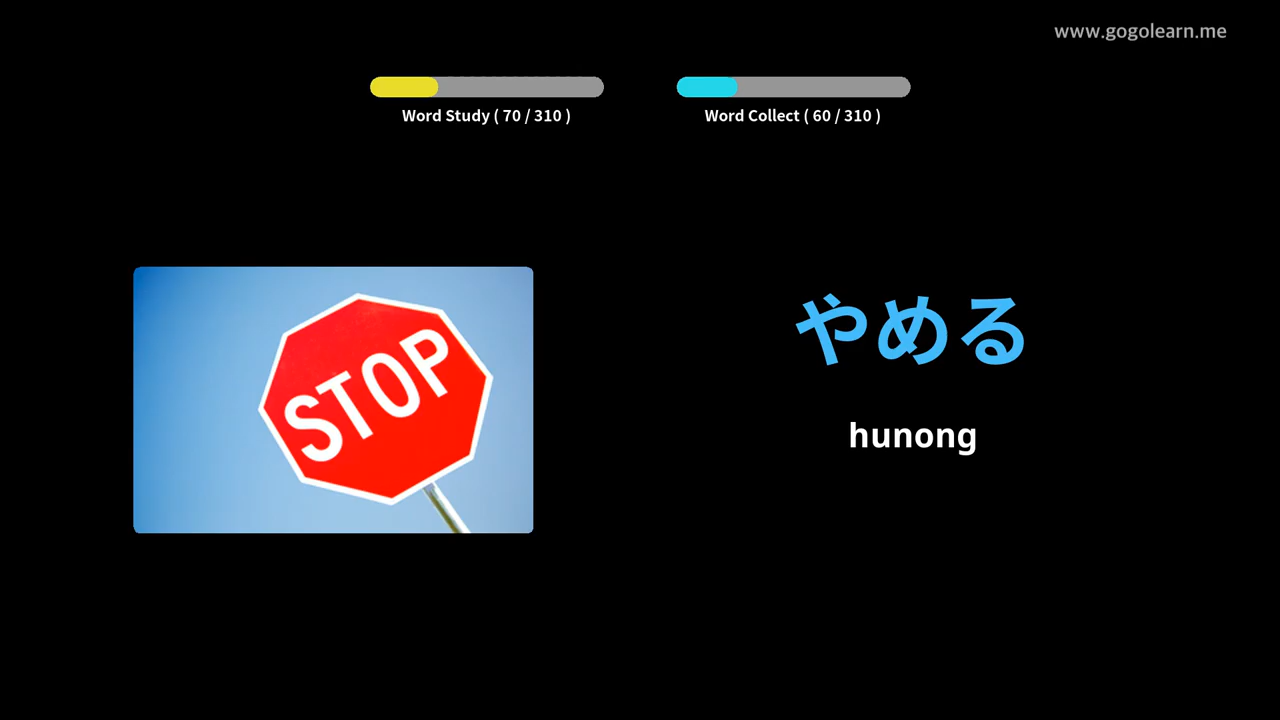 www.gogolearn.me
Word Study ( 70 / 310 )
Word Collect ( 60 / 310 )
STOP
やめる
hunong